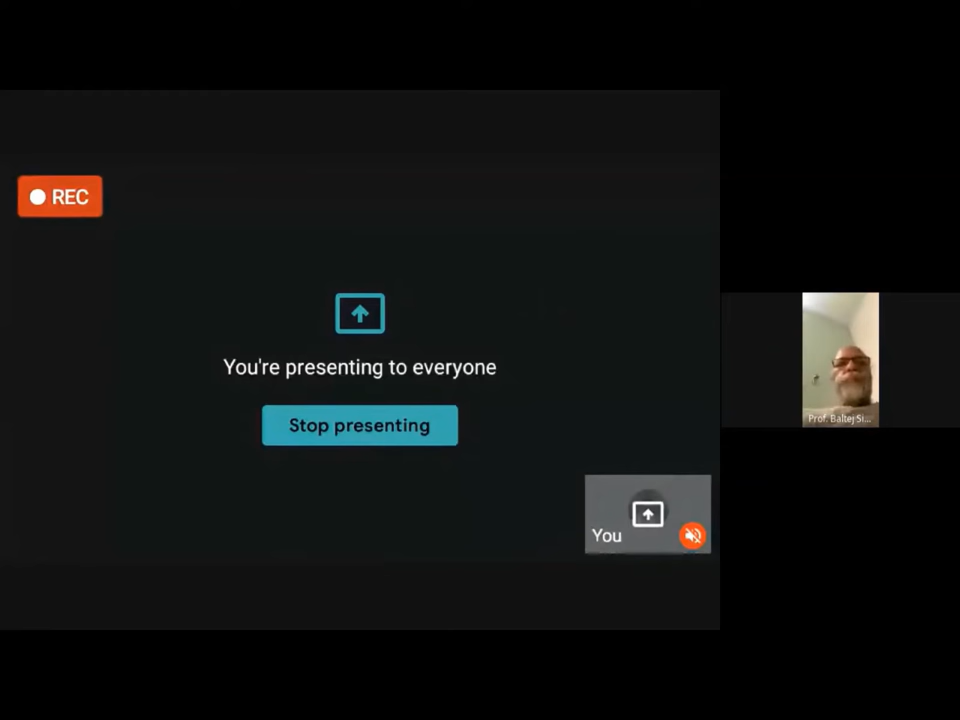 REC
You're presenting to everyone
Stop presenting
You
Prof. Baltej Si...